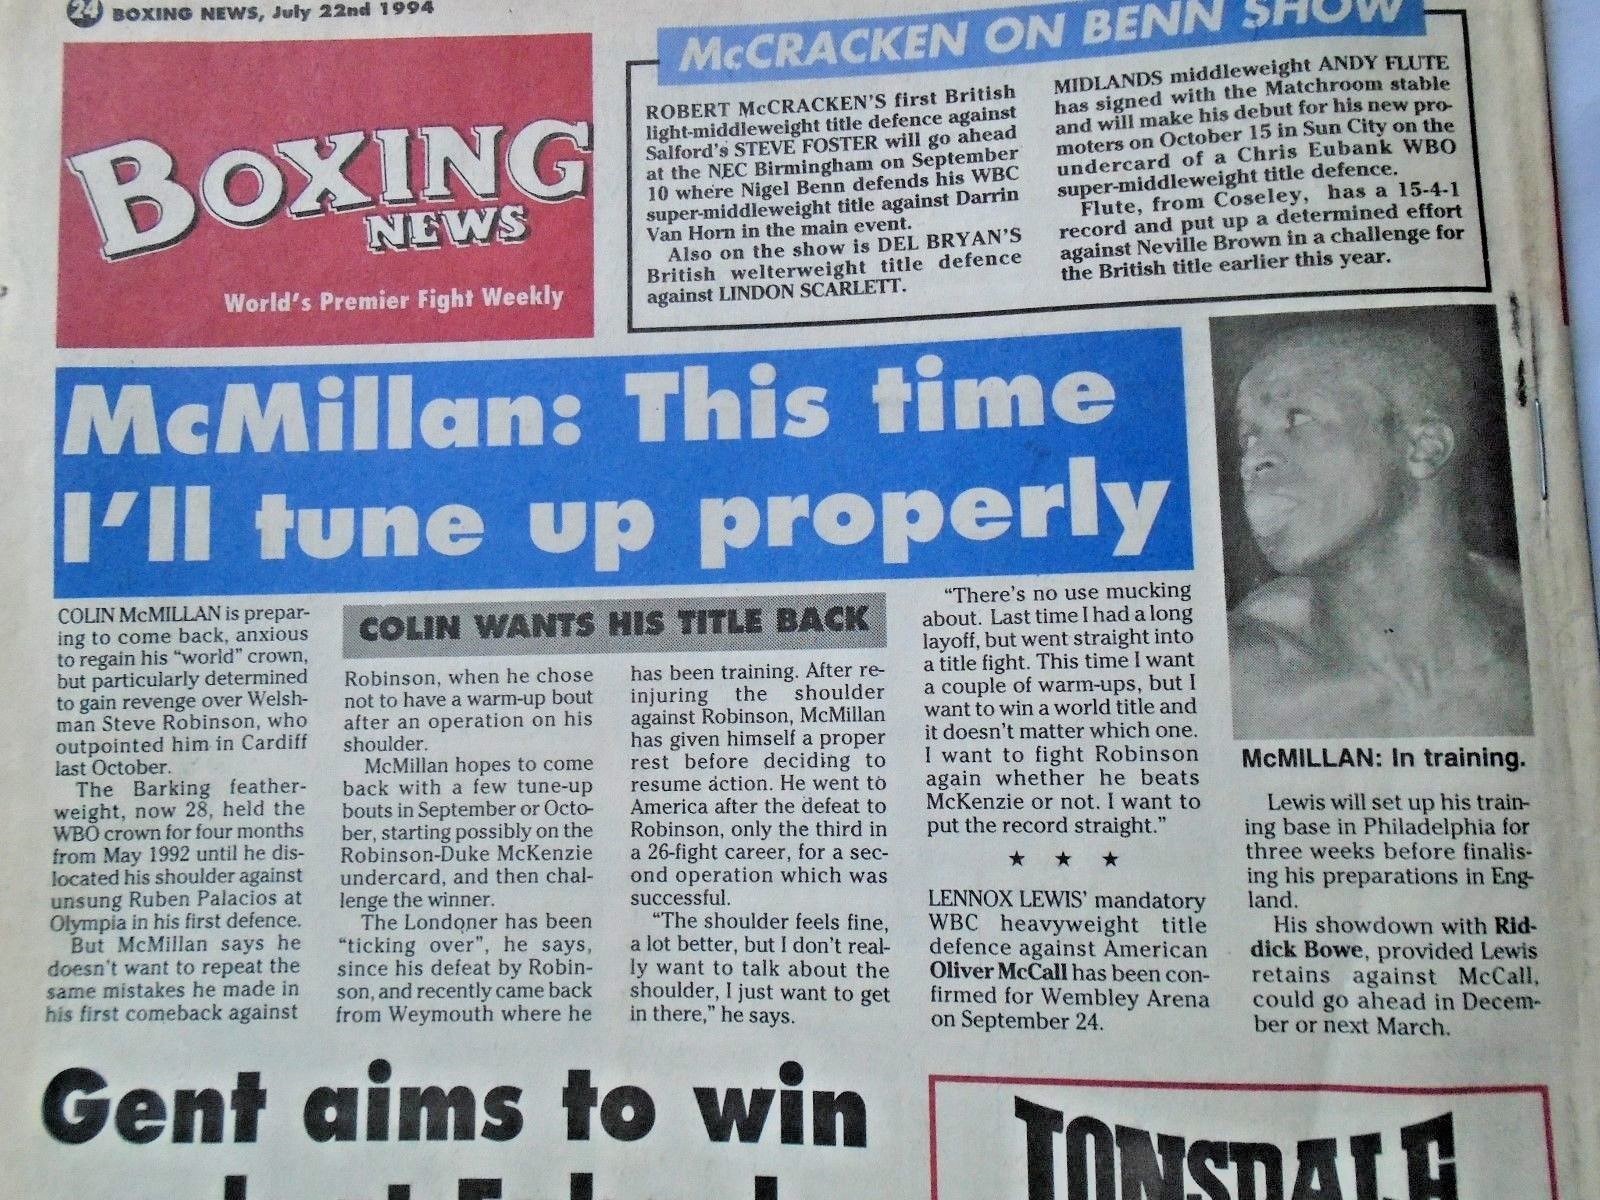 24 BOXING NEWS, July 22nd 1994
BOXING
NEWS
World's Premier Fight Weekly
McCRACKEN ON BENN SHOW
ROBERT McCRACKEN'S first British
light-middleweight title defence against
Salford's STEVE FOSTER will go ahead
at the NEC Birmingham on September
10 where Nigel Benn defends his WBC
super-middleweight title against Darrin
Van Horn in the main event.
Also on the show is DEL BRYAN'S
British welterweight title defence
against LINDON SCARLETT.
MIDLANDS middleweight ANDY FLUTE
has signed with the Matchroom stable
and will make his debut for his new pro-
moters on October 15 in Sun City on the
undercard of a Chris Eubank WBO
super-middleweight title defence.
Flute, from Coseley, has a 15-4-1
record and put up a determined effort
against Neville Brown in a challenge for
the British title earlier this year.
McMillan: This time
I'll tune up properly
COLIN McMILLAN is prepar-
ing to come back, anxious
to regain his "world" crown,
but particularly determined
to gain revenge over Welsh-
man Steve Robinson, who
outpointed him in Cardiff
last October.
The Barking feather-
weight, now 28, held the
WBO crown for four months
from May 1992 until he dis-
located his shoulder against
unsung Ruben Palacios at
Olympia in his first defence.
But McMillan says he
doesn't want to repeat the
same mistakes he made in
his first comeback against
COLIN WANTS HIS TITLE BACK
Robinson, when he chose
not to have a warm-up bout
after an operation on his
shoulder.
McMillan hopes to come
back with a few tune-up
bouts in September or Octo-
ber, starting possibly on the
Robinson-Duke McKenzie
undercard, and then chal-
lenge the winner.
The Londoner has been
"ticking over", he says,
since his defeat by Robin-
son, and recently came back
from Weymouth where he
has been training. After re-
injuring the shoulder
against Robinson, McMillan
has given himself a proper
rest before deciding to
resume action. He went to
America after the defeat to
Robinson, only the third in
a 26-fight career, for a sec-
ond operation which was
successful.
"The shoulder feels fine,
a lot better, but I don't real-
ly want to talk about the
shoulder, I just want to get
in there," he says.
"There's no use mucking
about. Last time I had a long
layoff, but went straight into
a title fight. This time I want
a couple of warm-ups, but I
want to win a world title and
it doesn't matter which one.
I want to fight Robinson
again whether he beats
McKenzie or not. I want to
put the record straight."
★ ★ ★
LENNOX LEWIS' mandatory
WBC heavyweight title
defence against American
Oliver McCall has been con-
firmed for Wembley Arena
on September 24.
McMILLAN: In training.
Lewis will set up his train-
ing base in Philadelphia for
three weeks before finalis-
ing his preparations in Eng-
land.
His showdown with Rid-
dick Bowe, provided Lewis
retains against McCall,
could go ahead in Decem-
ber or next March.
Gent aims to win
LONSDALE